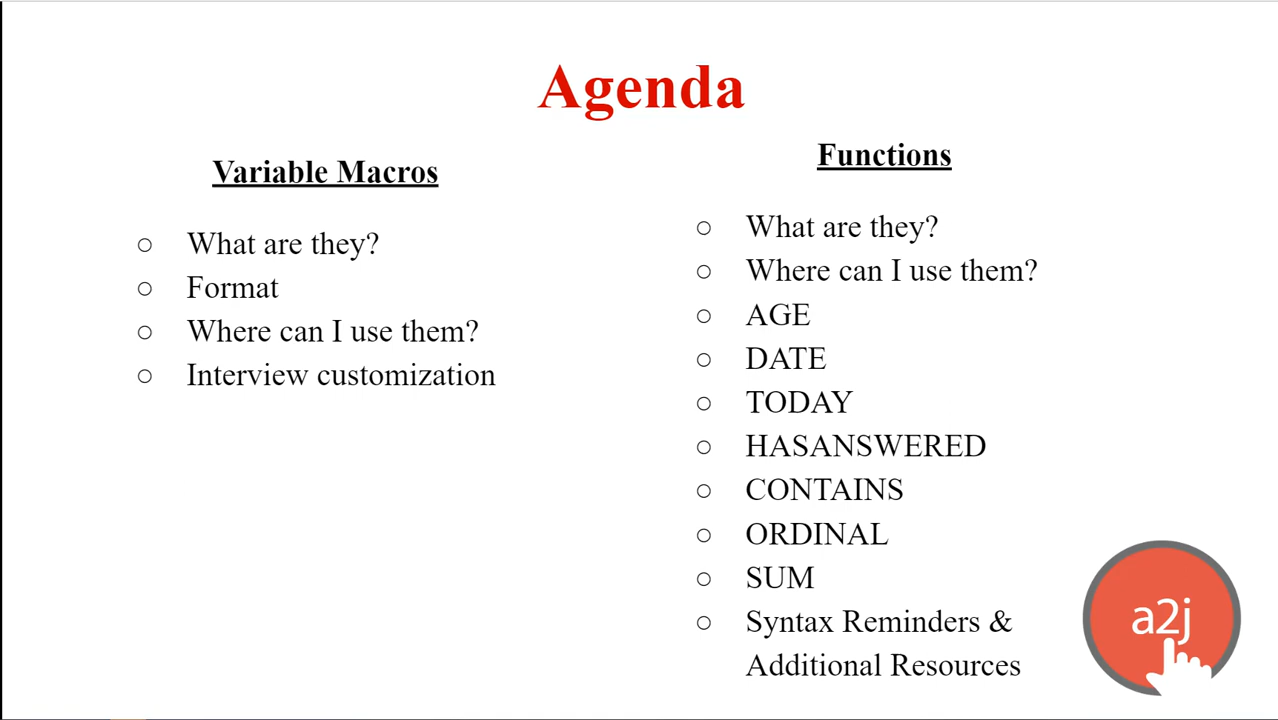 Agenda
Variable Macros
○ What are they?
○ Format
○ Where can I use them?
○ Interview customization
Functions
○ What are they?
○ Where can I use them?
○ AGE
○ DATE
○ TODAY
○ HASANSWERED
○ CONTAINS
○ ORDINAL
○ SUM
○ Syntax Reminders &
Additional Resources
a2j